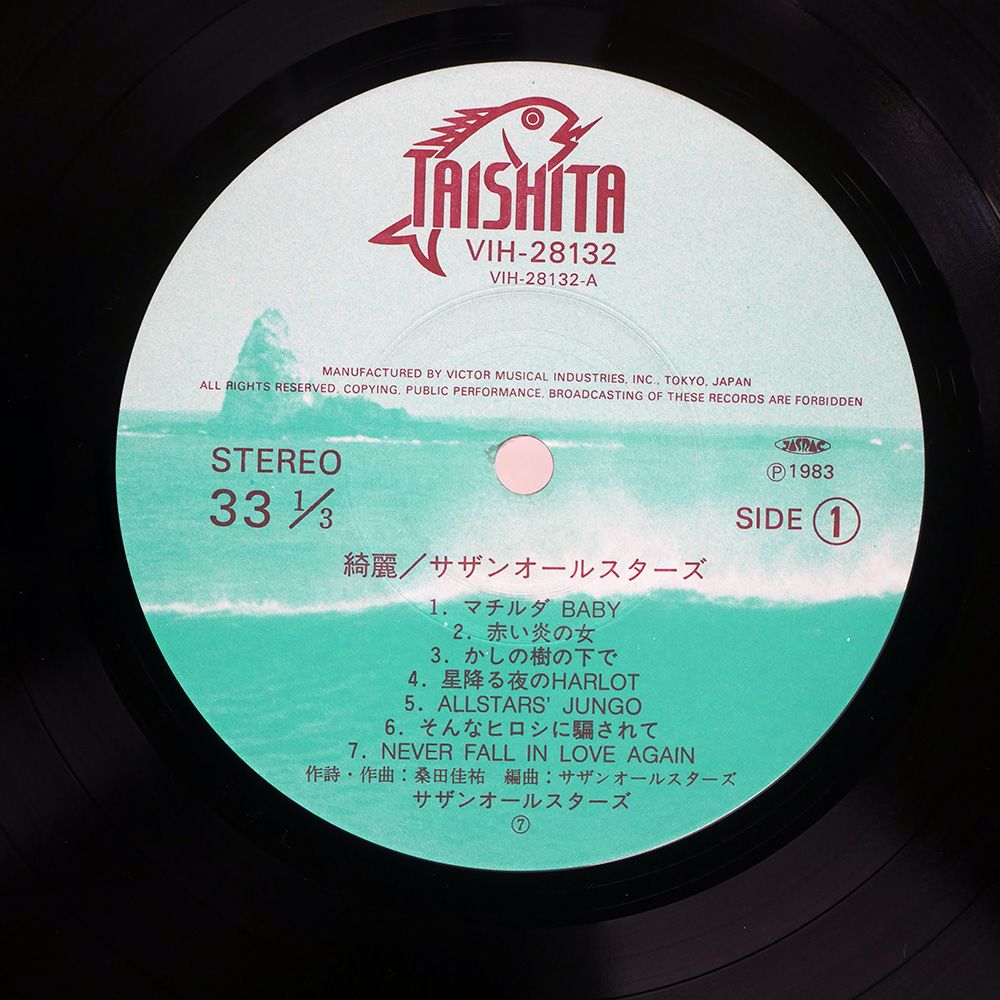 TAISHITA
VIH-28132
VIH-28132-A
MANUFACTURED BY VICTOR MUSICAL INDUSTRIES, INC., TOKYO, JAPAN
ALL RIGHTS RESERVED. COPYING, PUBLIC PERFORMANCE, BROADCASTING OF THESE RECORDS ARE FORBIDDEN
STEREO
33 1/3
JASRAC
Ⓟ1983
SIDE ①
綺麗／サザンオールスターズ
1. マチルダ BABY
2. 赤い炎の女
3. かしの樹の下で
4. 星降る夜のHARLOT
5. ALLSTARS' JUNGO
6. そんなヒロシに騙されて
7. NEVER FALL IN LOVE AGAIN
作詩・作曲：桑田佳祐 編曲：サザンオールスターズ
サザンオールスターズ
⑦